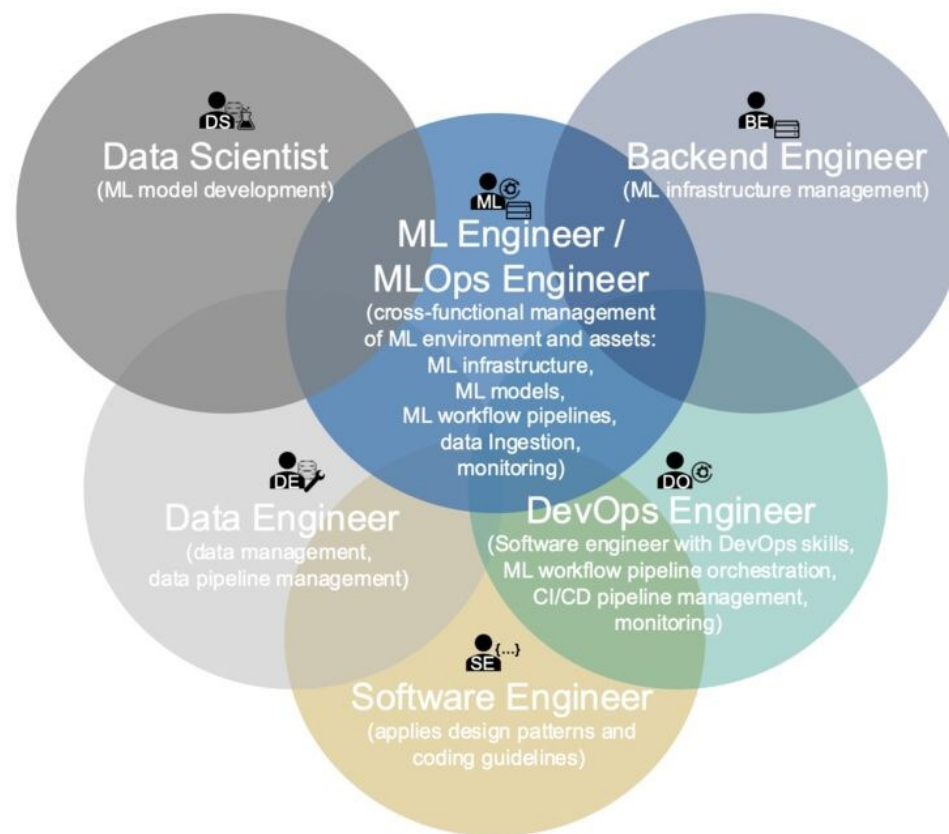 DS
Data Scientist
(ML model development)
BE
Backend Engineer
(ML infrastructure management)
ML
ML Engineer /
MLOps Engineer
(cross-functional management
of ML environment and assets:
ML infrastructure,
ML models,
ML workflow pipelines,
data Ingestion,
monitoring)
DE
Data Engineer
(data management,
data pipeline management)
DO
DevOps Engineer
(Software engineer with DevOps skills,
ML workflow pipeline orchestration,
CI/CD pipeline management,
monitoring)
SE {...}
Software Engineer
(applies design patterns and
coding guidelines)